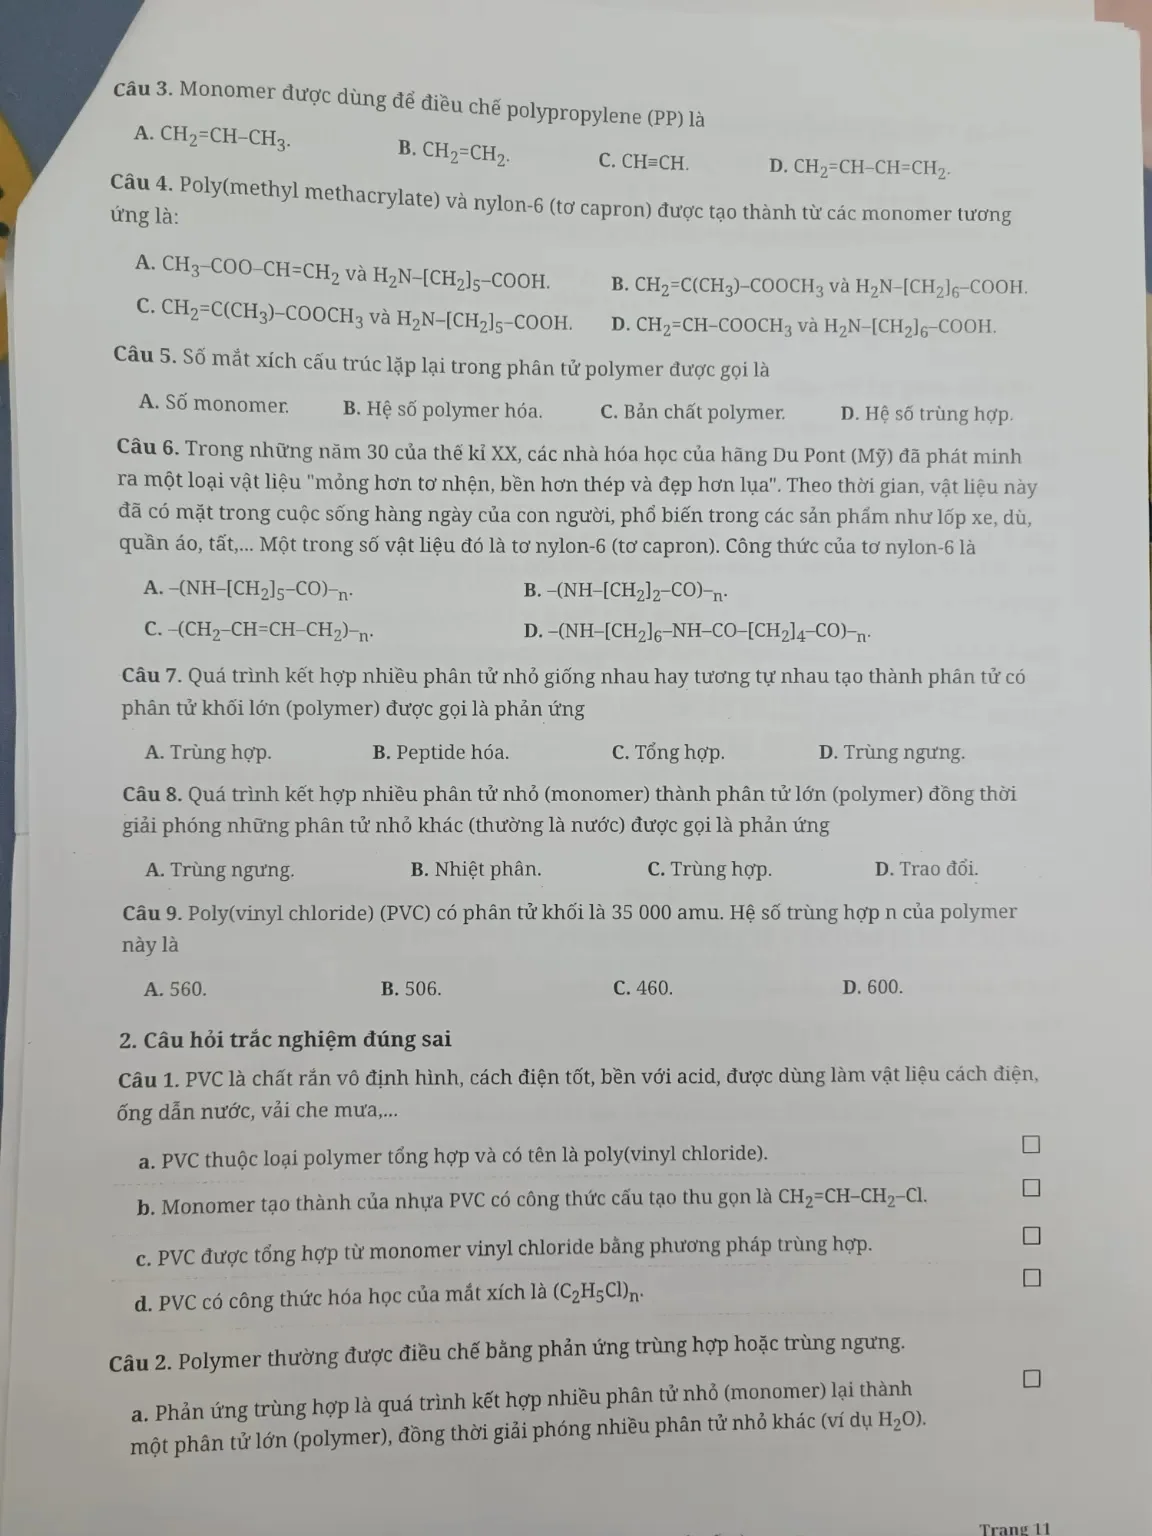 Câu 3. Monomer được dùng để điều chế polypropylene (PP) là
A. CH₂=CH–CH₃. B. CH₂=CH₂. C. CH≡CH. D. CH₂=CH–CH=CH₂.
Câu 4. Poly(methyl methacrylate) và nylon-6 (tơ capron) được tạo thành từ các monomer tương
ứng là:
A. CH₃–COO–CH=CH₂ và H₂N–[CH₂]₅–COOH. B. CH₂=C(CH₃)–COOCH₃ và H₂N–[CH₂]₆–COOH.
C. CH₂=C(CH₃)–COOCH₃ và H₂N–[CH₂]₅–COOH. D. CH₂=CH–COOCH₃ và H₂N–[CH₂]₆–COOH.
Câu 5. Số mắt xích cấu trúc lặp lại trong phân tử polymer được gọi là
A. Số monomer. B. Hệ số polymer hóa. C. Bản chất polymer. D. Hệ số trùng hợp.
Câu 6. Trong những năm 30 của thế kỉ XX, các nhà hóa học của hãng Du Pont (Mỹ) đã phát minh
ra một loại vật liệu "mỏng hơn tơ nhện, bền hơn thép và đẹp hơn lụa". Theo thời gian, vật liệu này
đã có mặt trong cuộc sống hàng ngày của con người, phổ biến trong các sản phẩm như lốp xe, dù,
quần áo, tất,... Một trong số vật liệu đó là tơ nylon-6 (tơ capron). Công thức của tơ nylon-6 là
A. –(NH–[CH₂]₅–CO)–ₙ. B. –(NH–[CH₂]₂–CO)–ₙ.
C. –(CH₂–CH=CH–CH₂)–ₙ. D. –(NH–[CH₂]₆–NH–CO–[CH₂]₄–CO)–ₙ.
Câu 7. Quá trình kết hợp nhiều phân tử nhỏ giống nhau hay tương tự nhau tạo thành phân tử có
phân tử khối lớn (polymer) được gọi là phản ứng
A. Trùng hợp. B. Peptide hóa. C. Tổng hợp. D. Trùng ngưng.
Câu 8. Quá trình kết hợp nhiều phân tử nhỏ (monomer) thành phân tử lớn (polymer) đồng thời
giải phóng những phân tử nhỏ khác (thường là nước) được gọi là phản ứng
A. Trùng ngưng. B. Nhiệt phân. C. Trùng hợp. D. Trao đổi.
Câu 9. Poly(vinyl chloride) (PVC) có phân tử khối là 35 000 amu. Hệ số trùng hợp n của polymer
này là
A. 560. B. 506. C. 460. D. 600.
2. Câu hỏi trắc nghiệm đúng sai
Câu 1. PVC là chất rắn vô định hình, cách điện tốt, bền với acid, được dùng làm vật liệu cách điện,
ống dẫn nước, vải che mưa,...
a. PVC thuộc loại polymer tổng hợp và có tên là poly(vinyl chloride). □
b. Monomer tạo thành của nhựa PVC có công thức cấu tạo thu gọn là CH₂=CH–CH₂–Cl. □
c. PVC được tổng hợp từ monomer vinyl chloride bằng phương pháp trùng hợp. □
d. PVC có công thức hóa học của mắt xích là (C₂H₅Cl)ₙ. □
Câu 2. Polymer thường được điều chế bằng phản ứng trùng hợp hoặc trùng ngưng.
a. Phản ứng trùng hợp là quá trình kết hợp nhiều phân tử nhỏ (monomer) lại thành □
một phân tử lớn (polymer), đồng thời giải phóng nhiều phân tử nhỏ khác (ví dụ H₂O).
Trang 11